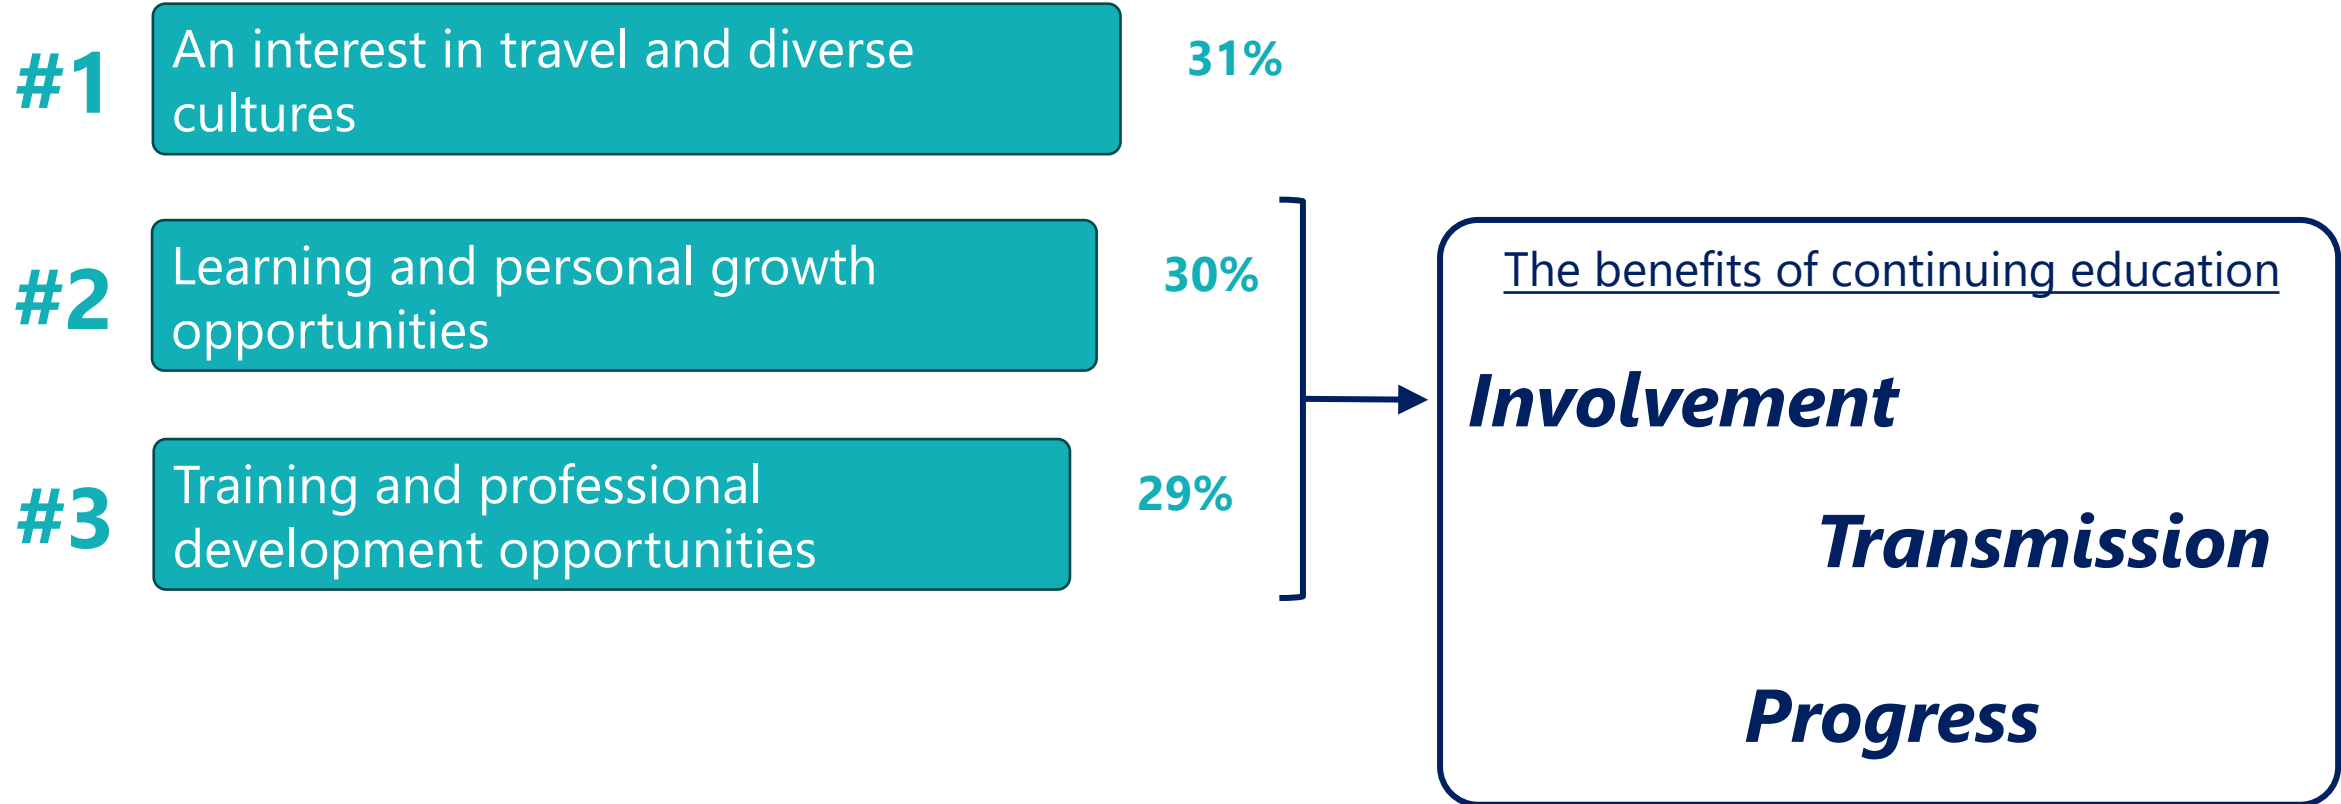 #1
An interest in travel and diverse
cultures
31%
#2
Learning and personal growth
opportunities
30%
#3
Training and professional
development opportunities
29%
The benefits of continuing education
Involvement
Transmission
Progress